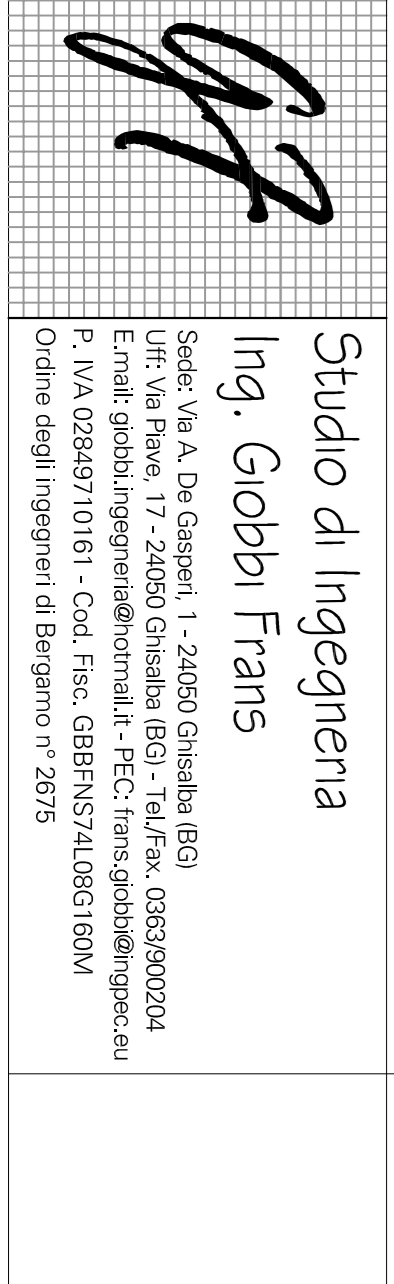 Studio di Ingegneria
Ing. Giobbi Frans
Sede: Via A. De Gasperi, 1 - 24050 Ghisalba (BG)
Uff: Via Piave, 17 - 24050 Ghisalba (BG) - Tel./Fax. 0363/900204
E.mail: giobbi.ingegneria@hotmail.it - PEC: frans.giobbi@ingpec.eu
P. IVA 02849710161 - Cod. Fisc. GBBFNS74L08G160M
Ordine degli ingegneri di Bergamo n° 2675